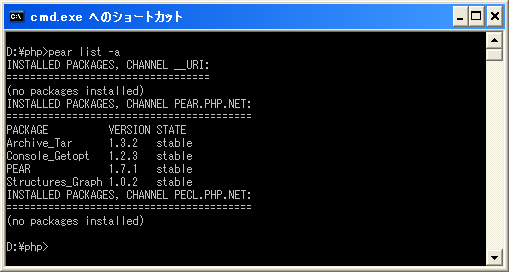 cmd.exe へのショートカット
D:¥php>pear list -a
INSTALLED PACKAGES, CHANNEL __URI:
==================================
(no packages installed)
INSTALLED PACKAGES, CHANNEL PEAR.PHP.NET:
=========================================
PACKAGE VERSION STATE
Archive_Tar 1.3.2 stable
Console_Getopt 1.2.3 stable
PEAR 1.7.1 stable
Structures_Graph 1.0.2 stable
INSTALLED PACKAGES, CHANNEL PECL.PHP.NET:
=========================================
(no packages installed)
D:¥php>